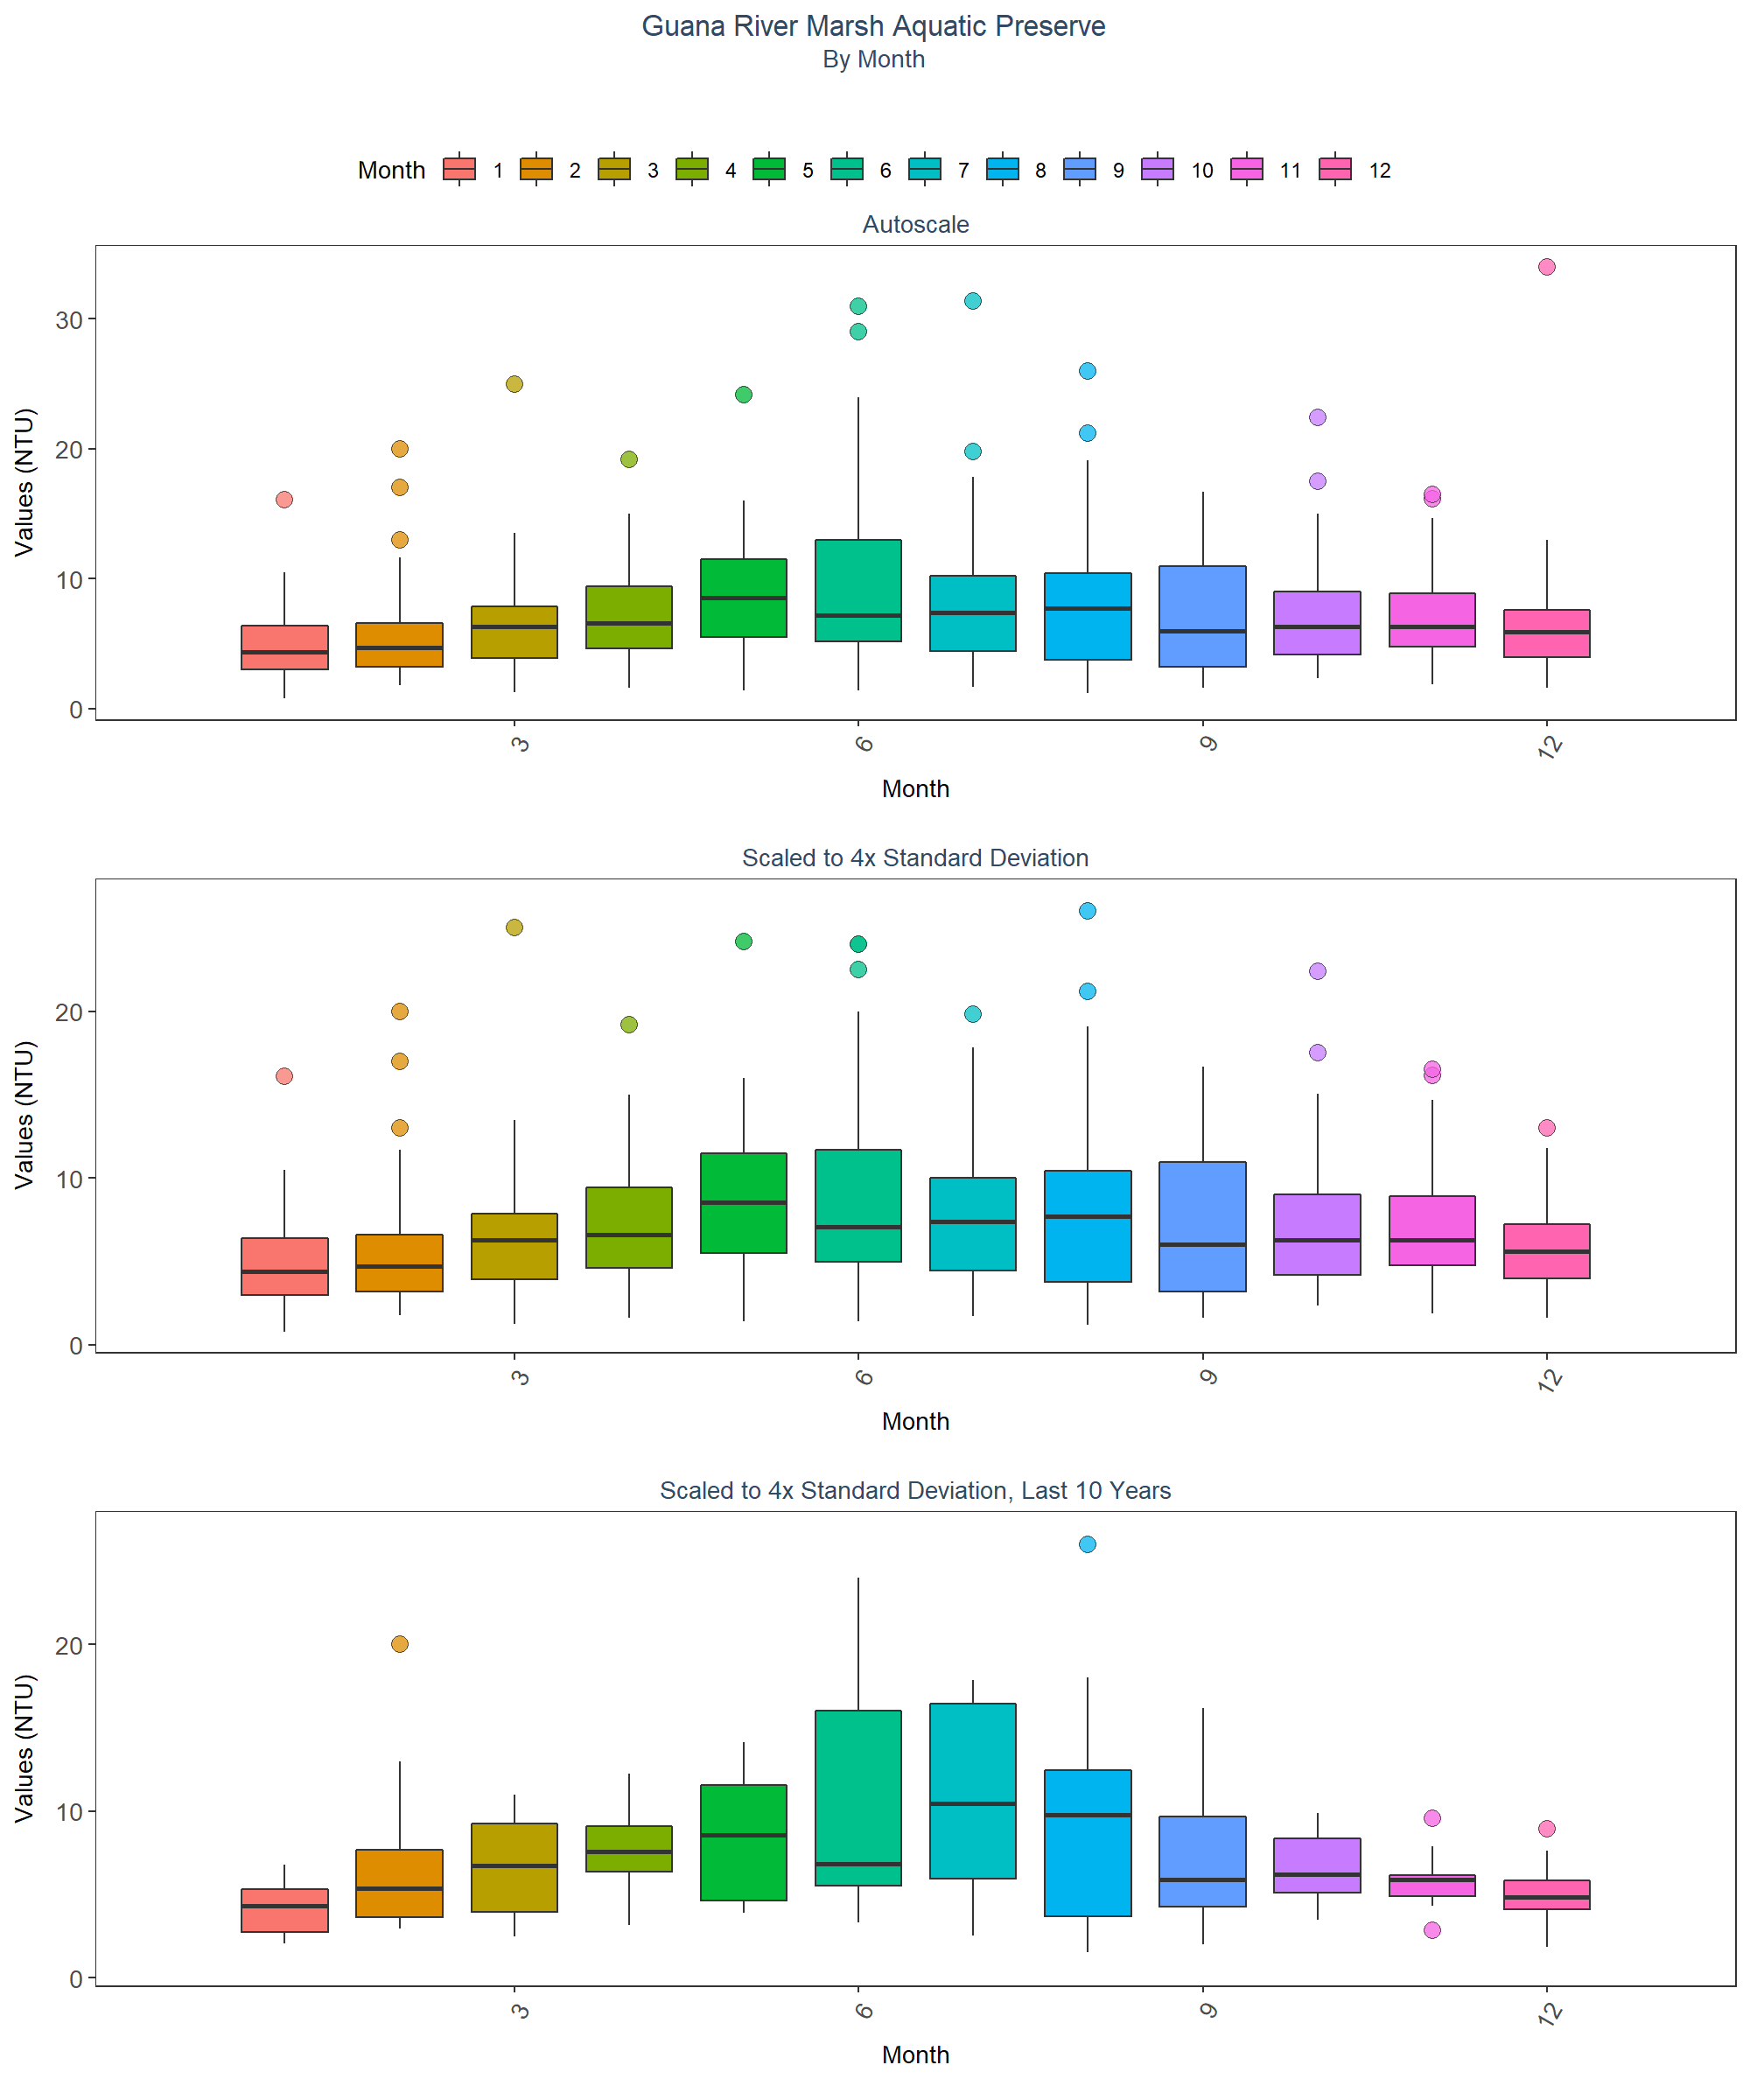 Guana River Marsh Aquatic Preserve
By Month
Month 1 2 3 4 5 6 7 8 9 10 11 12
Autoscale
Values (NTU)
30
20
10
0
3 6 9 12
Month
Scaled to 4x Standard Deviation
Values (NTU)
20
10
0
3 6 9 12
Month
Scaled to 4x Standard Deviation, Last 10 Years
Values (NTU)
20
10
0
3 6 9 12
Month